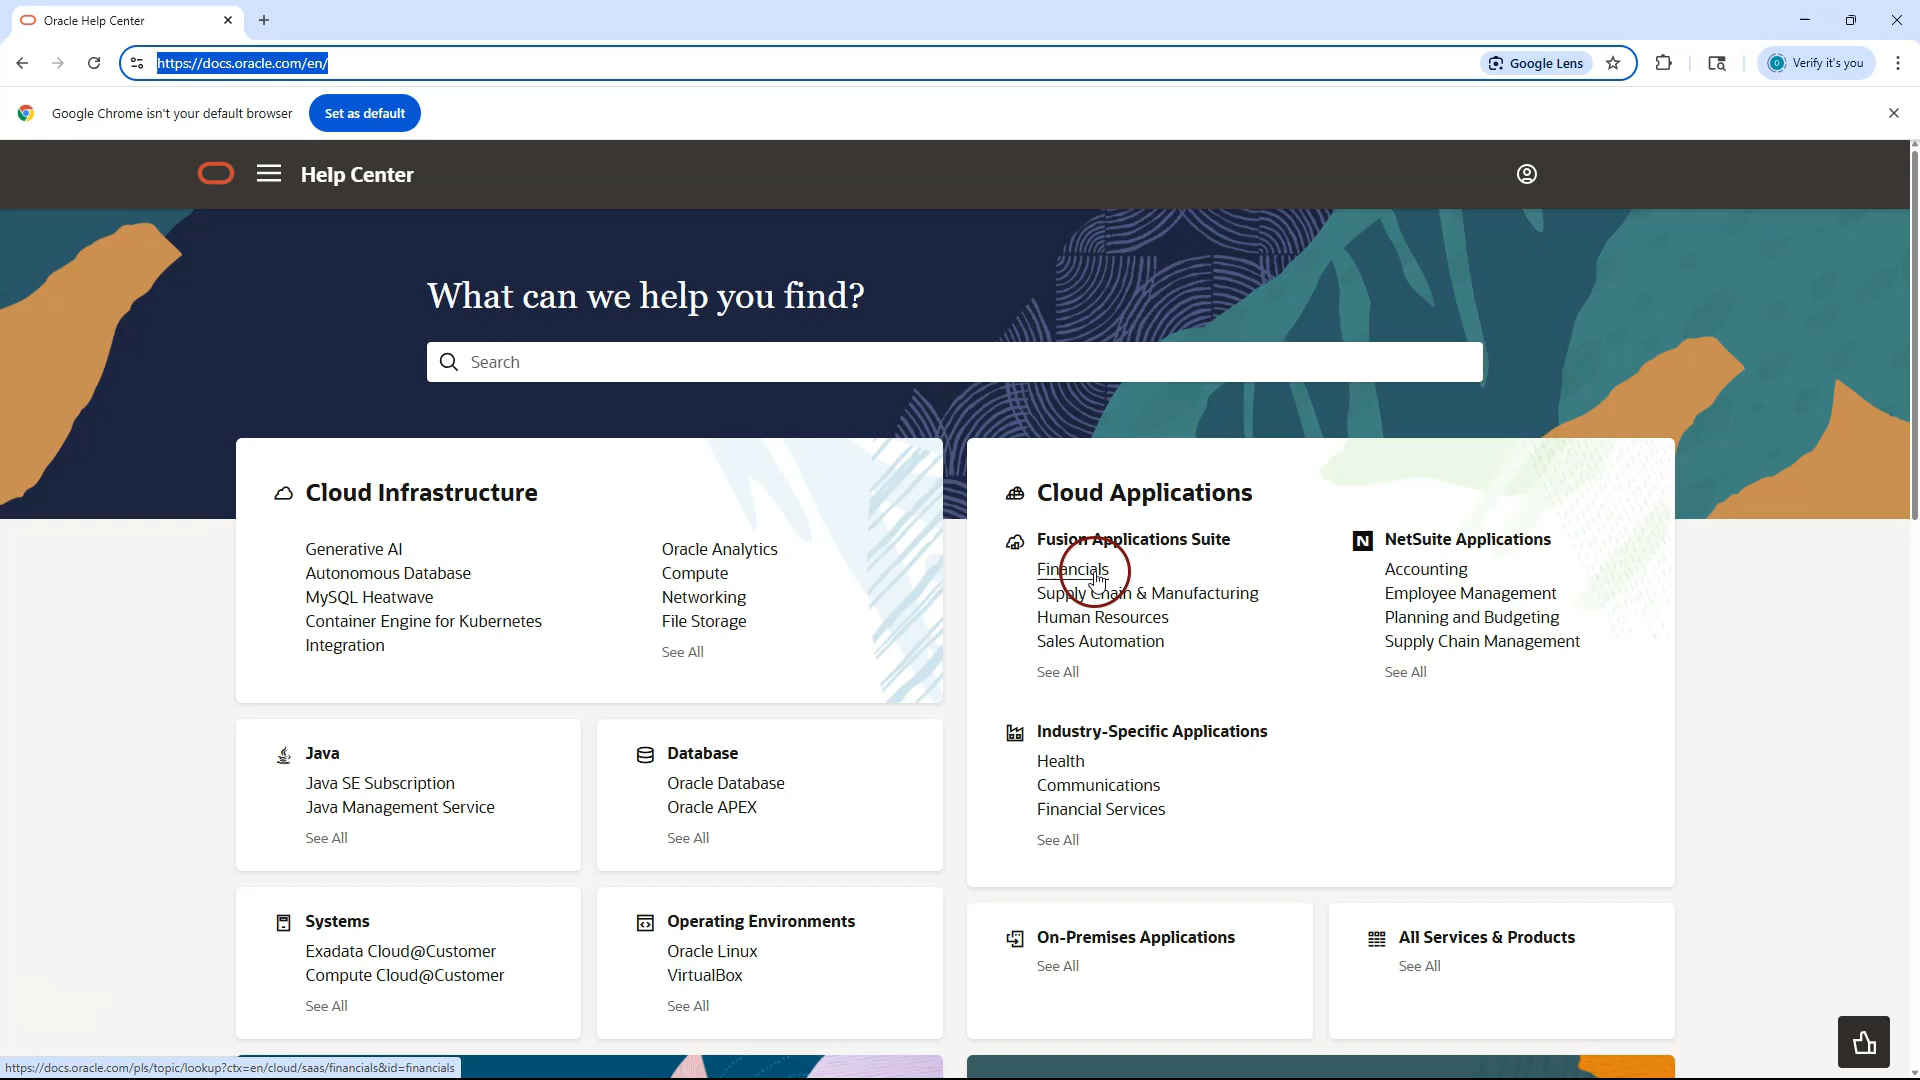 Oracle Help Center
https://docs.oracle.com/en/
Google Lens
Verify it's you
Google Chrome isn't your default browser
Set as default
Help Center
What can we help you find?
Search
Cloud Infrastructure
Generative AI
Autonomous Database
MySQL Heatwave
Container Engine for Kubernetes
Integration
Oracle Analytics
Compute
Networking
File Storage
See All
Cloud Applications
Fusion Applications Suite
Financials
Supply Chain & Manufacturing
Human Resources
Sales Automation
See All
N NetSuite Applications
Accounting
Employee Management
Planning and Budgeting
Supply Chain Management
See All
Industry-Specific Applications
Health
Communications
Financial Services
See All
Java
Java SE Subscription
Java Management Service
See All
Database
Oracle Database
Oracle APEX
See All
Systems
Exadata Cloud@Customer
Compute Cloud@Customer
See All
Operating Environments
Oracle Linux
VirtualBox
See All
On-Premises Applications
See All
All Services & Products
See All
https://docs.oracle.com/pls/topic/lookup?ctx=en/cloud/saas/financials&id=financials